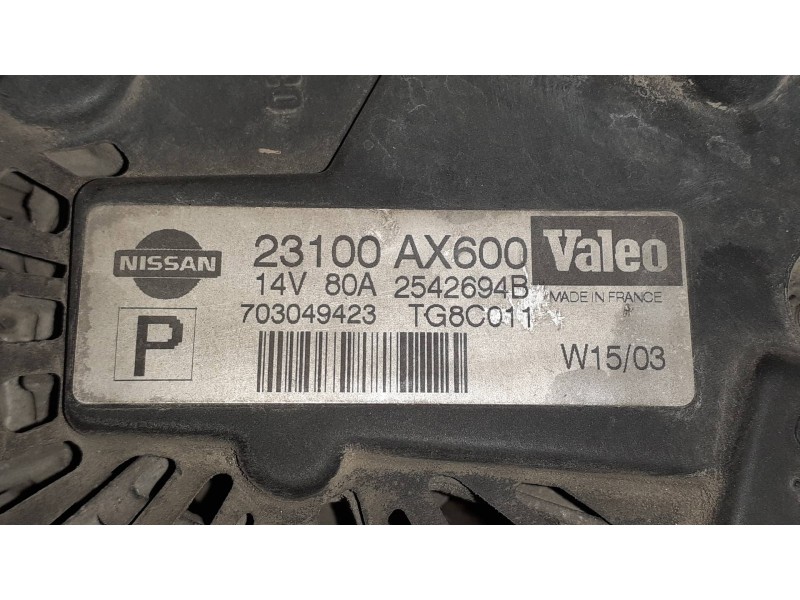 NISSAN
23100 AX600
Valeo
14V 80A 2542694B
MADE IN FRANCE
703049423 TG8C011
P
W15/03